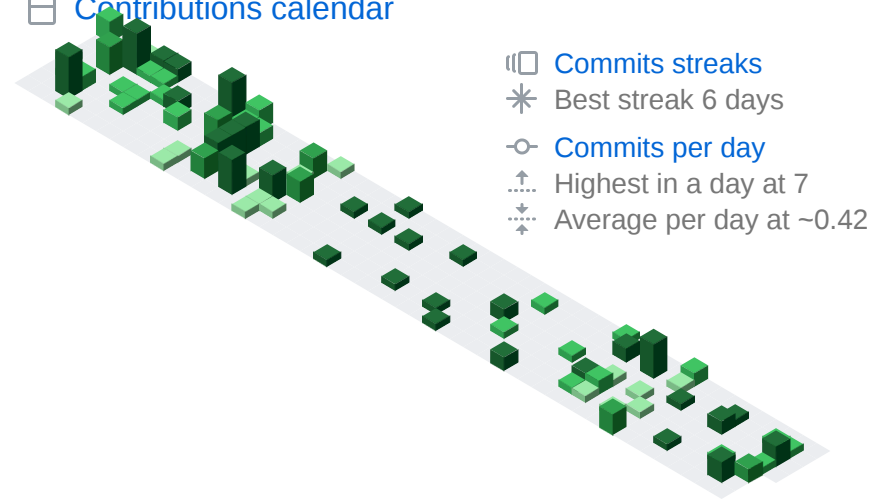 Contributions calendar
Commits streaks
Best streak 6 days
Commits per day
Highest in a day at 7
Average per day at ~0.42